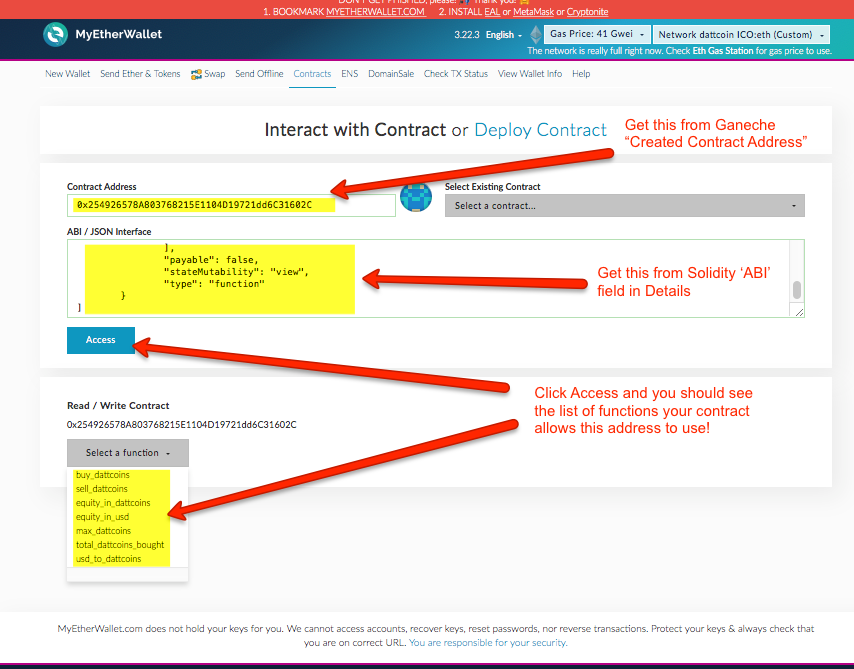 DON'T GET PHISHED, please! Thank you!
1. BOOKMARK MYETHERWALLET.COM 2. INSTALL EAL or MetaMask or Cryptonite
MyEtherWallet
3.22.3 English
Gas Price: 41 Gwei
Network dattcoin ICO:eth (Custom)
The network is really full right now. Check Eth Gas Station for gas price to use.
New Wallet Send Ether & Tokens Swap Send Offline Contracts ENS DomainSale Check TX Status View Wallet Info Help
Interact with Contract or Deploy Contract
Get this from Ganeche
“Created Contract Address”
Contract Address
0x254926578A803768215E1104D19721dd6C31602C
Select Existing Contract
Select a contract...
ABI / JSON Interface
],
"payable": false,
"stateMutability": "view",
"type": "function"
}
]
Get this from Solidity ‘ABI’
field in Details
Access
Click Access and you should see
the list of functions your contract
allows this address to use!
Read / Write Contract
0x254926578A803768215E1104D19721dd6C31602C
Select a function
buy_dattcoins
sell_dattcoins
equity_in_dattcoins
equity_in_usd
max_dattcoins
total_dattcoins_bought
usd_to_dattcoins
MyEtherWallet.com does not hold your keys for you. We cannot access accounts, recover keys, reset passwords, nor reverse transactions. Protect your keys & always check that
you are on correct URL. You are responsible for your security.